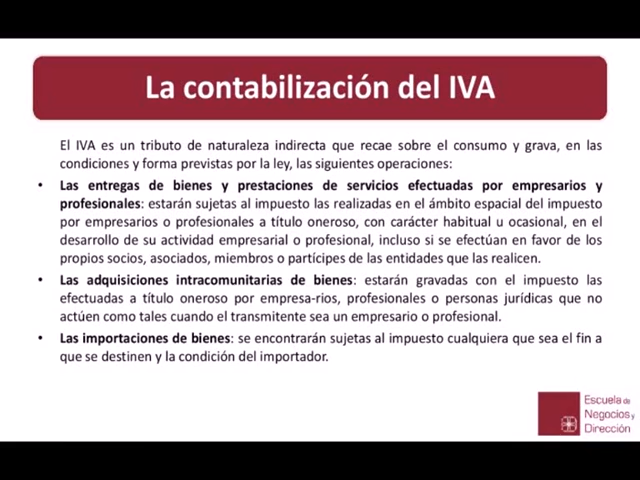 La contabilización del IVA
El IVA es un tributo de naturaleza indirecta que recae sobre el consumo y grava, en las
condiciones y forma previstas por la ley, las siguientes operaciones:
• Las entregas de bienes y prestaciones de servicios efectuadas por empresarios y
profesionales: estarán sujetas al impuesto las realizadas en el ámbito espacial del impuesto
por empresarios o profesionales a título oneroso, con carácter habitual u ocasional, en el
desarrollo de su actividad empresarial o profesional, incluso si se efectúan en favor de los
propios socios, asociados, miembros o partícipes de las entidades que las realicen.
• Las adquisiciones intracomunitarias de bienes: estarán gravadas con el impuesto las
efectuadas a título oneroso por empresa-rios, profesionales o personas jurídicas que no
actúen como tales cuando el transmitente sea un empresario o profesional.
• Las importaciones de bienes: se encontrarán sujetas al impuesto cualquiera que sea el fin a
que se destinen y la condición del importador.
Escuela de
Negocios y
Dirección